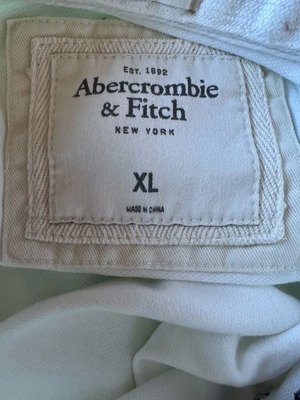 EST. 1892
Abercrombie
& Fitch
NEW YORK
XL
MADE IN CHINA